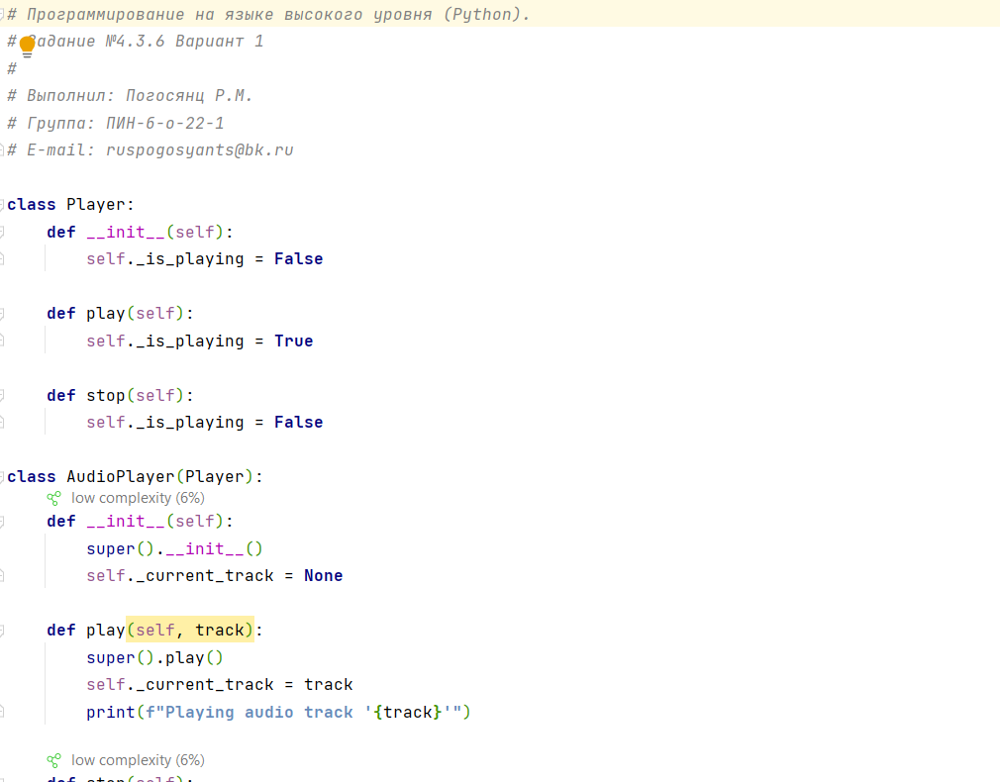 # Программирование на языке высокого уровня (Python).
# Задание №4.3.6 Вариант 1
#
# Выполнил: Погосянц Р.М.
# Группа: ПИН-б-о-22-1
# E-mail: ruspogosyants@bk.ru
class Player:
def __init__(self):
self._is_playing = False
def play(self):
self._is_playing = True
def stop(self):
self._is_playing = False
class AudioPlayer(Player):
low complexity (6%)
def __init__(self):
super().__init__()
self._current_track = None
def play(self, track):
super().play()
self._current_track = track
print(f"Playing audio track '{track}'")
low complexity (6%)
def stop(self):